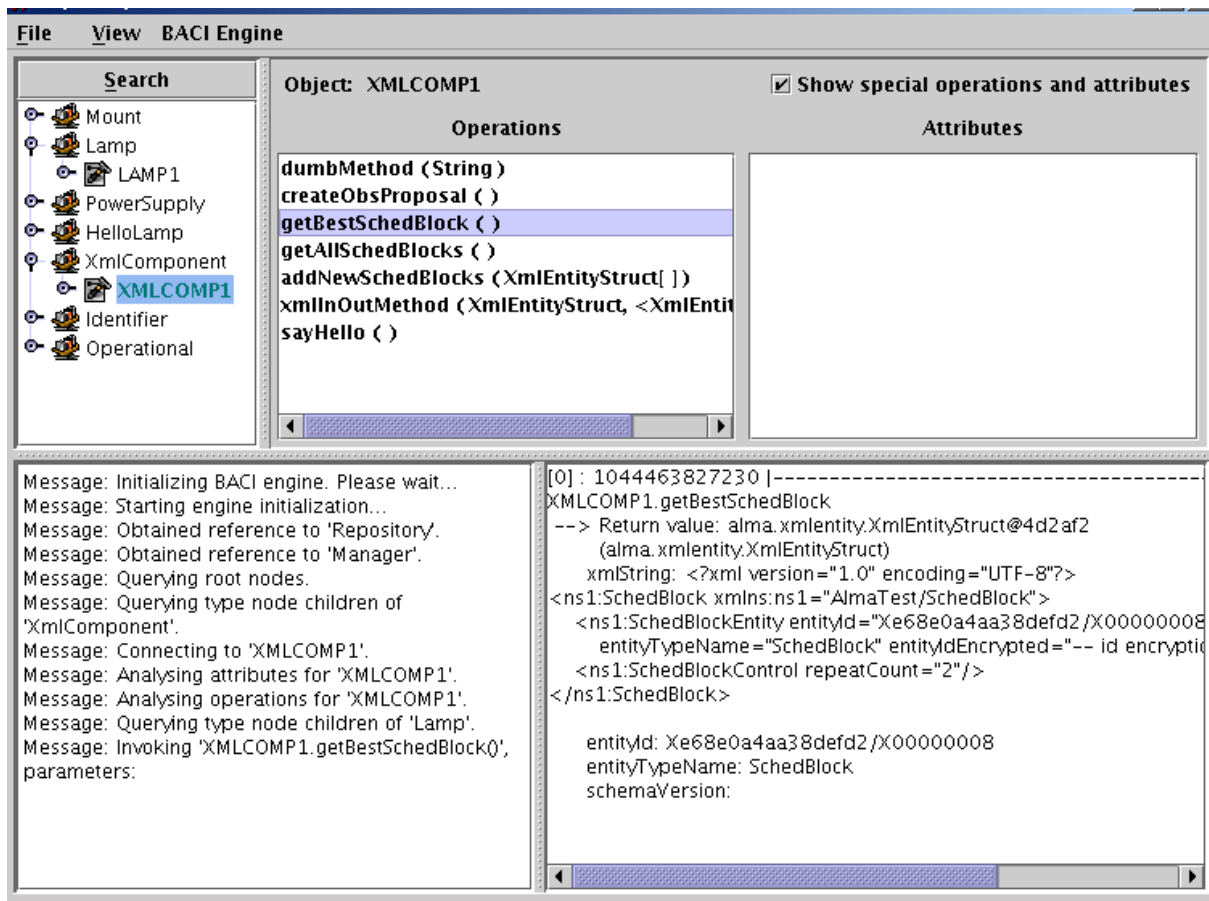 File View BACI Engine
Search
Mount
Lamp
LAMP1
PowerSupply
HelloLamp
XmlComponent
XMLCOMP1
Identifier
Operational
Object: XMLCOMP1
Show special operations and attributes
Operations
dumbMethod (String )
createObsProposal ( )
getBestSchedBlock ( )
getAllSchedBlocks ( )
addNewSchedBlocks (XmlEntityStruct[ ])
xmlInOutMethod (XmlEntityStruct, <XmlEntit
sayHello ( )
Attributes
Message: Initializing BACI engine. Please wait...
Message: Starting engine initialization...
Message: Obtained reference to 'Repository'.
Message: Obtained reference to 'Manager'.
Message: Querying root nodes.
Message: Querying type node children of
'XmlComponent'.
Message: Connecting to 'XMLCOMP1'.
Message: Analysing attributes for 'XMLCOMP1'.
Message: Analysing operations for 'XMLCOMP1'.
Message: Querying type node children of 'Lamp'.
Message: Invoking 'XMLCOMP1.getBestSchedBlock()',
parameters:
[0] : 1044463827230 |------------------------------------
XMLCOMP1.getBestSchedBlock
--> Return value: alma.xmlentity.XmlEntityStruct@4d2af2
(alma.xmlentity.XmlEntityStruct)
xmlString: <?xml version="1.0" encoding="UTF-8"?>
<ns1:SchedBlock xmlns:ns1="AlmaTest/SchedBlock">
<ns1:SchedBlockEntity entityId="Xe68e0a4aa38defd2/X00000008
entityTypeName="SchedBlock" entityIdEncrypted="-- id encryptic
<ns1:SchedBlockControl repeatCount="2"/>
</ns1:SchedBlock>
entityId: Xe68e0a4aa38defd2/X00000008
entityTypeName: SchedBlock
schemaVersion: